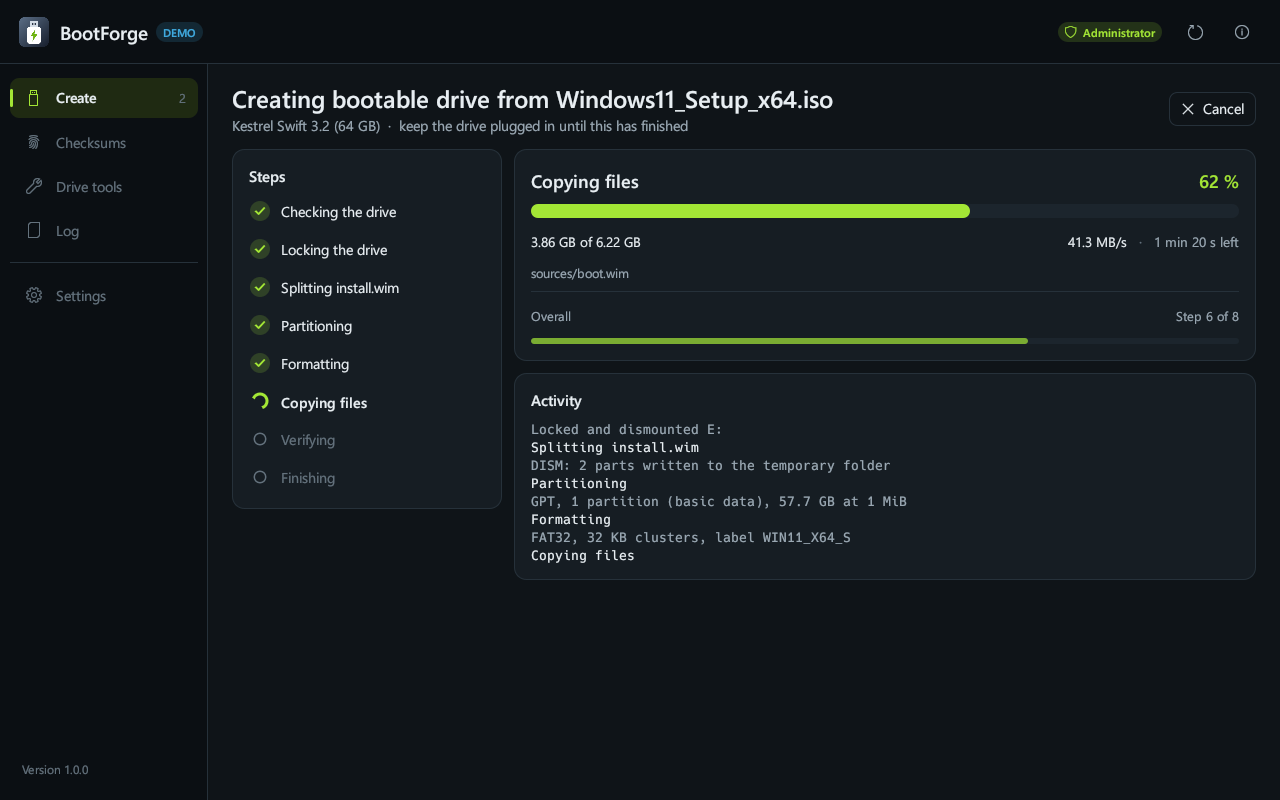 BootForge DEMO
Administrator
Create 2
Checksums
Drive tools
Log
Settings
Version 1.0.0
Creating bootable drive from Windows11_Setup_x64.iso
Kestrel Swift 3.2 (64 GB) · keep the drive plugged in until this has finished
Cancel
Steps
Checking the drive
Locking the drive
Splitting install.wim
Partitioning
Formatting
Copying files
Verifying
Finishing
Copying files 62 %
3.86 GB of 6.22 GB 41.3 MB/s · 1 min 20 s left
sources/boot.wim
Overall Step 6 of 8
Activity
Locked and dismounted E:
Splitting install.wim
DISM: 2 parts written to the temporary folder
Partitioning
GPT, 1 partition (basic data), 57.7 GB at 1 MiB
Formatting
FAT32, 32 KB clusters, label WIN11_X64_S
Copying files